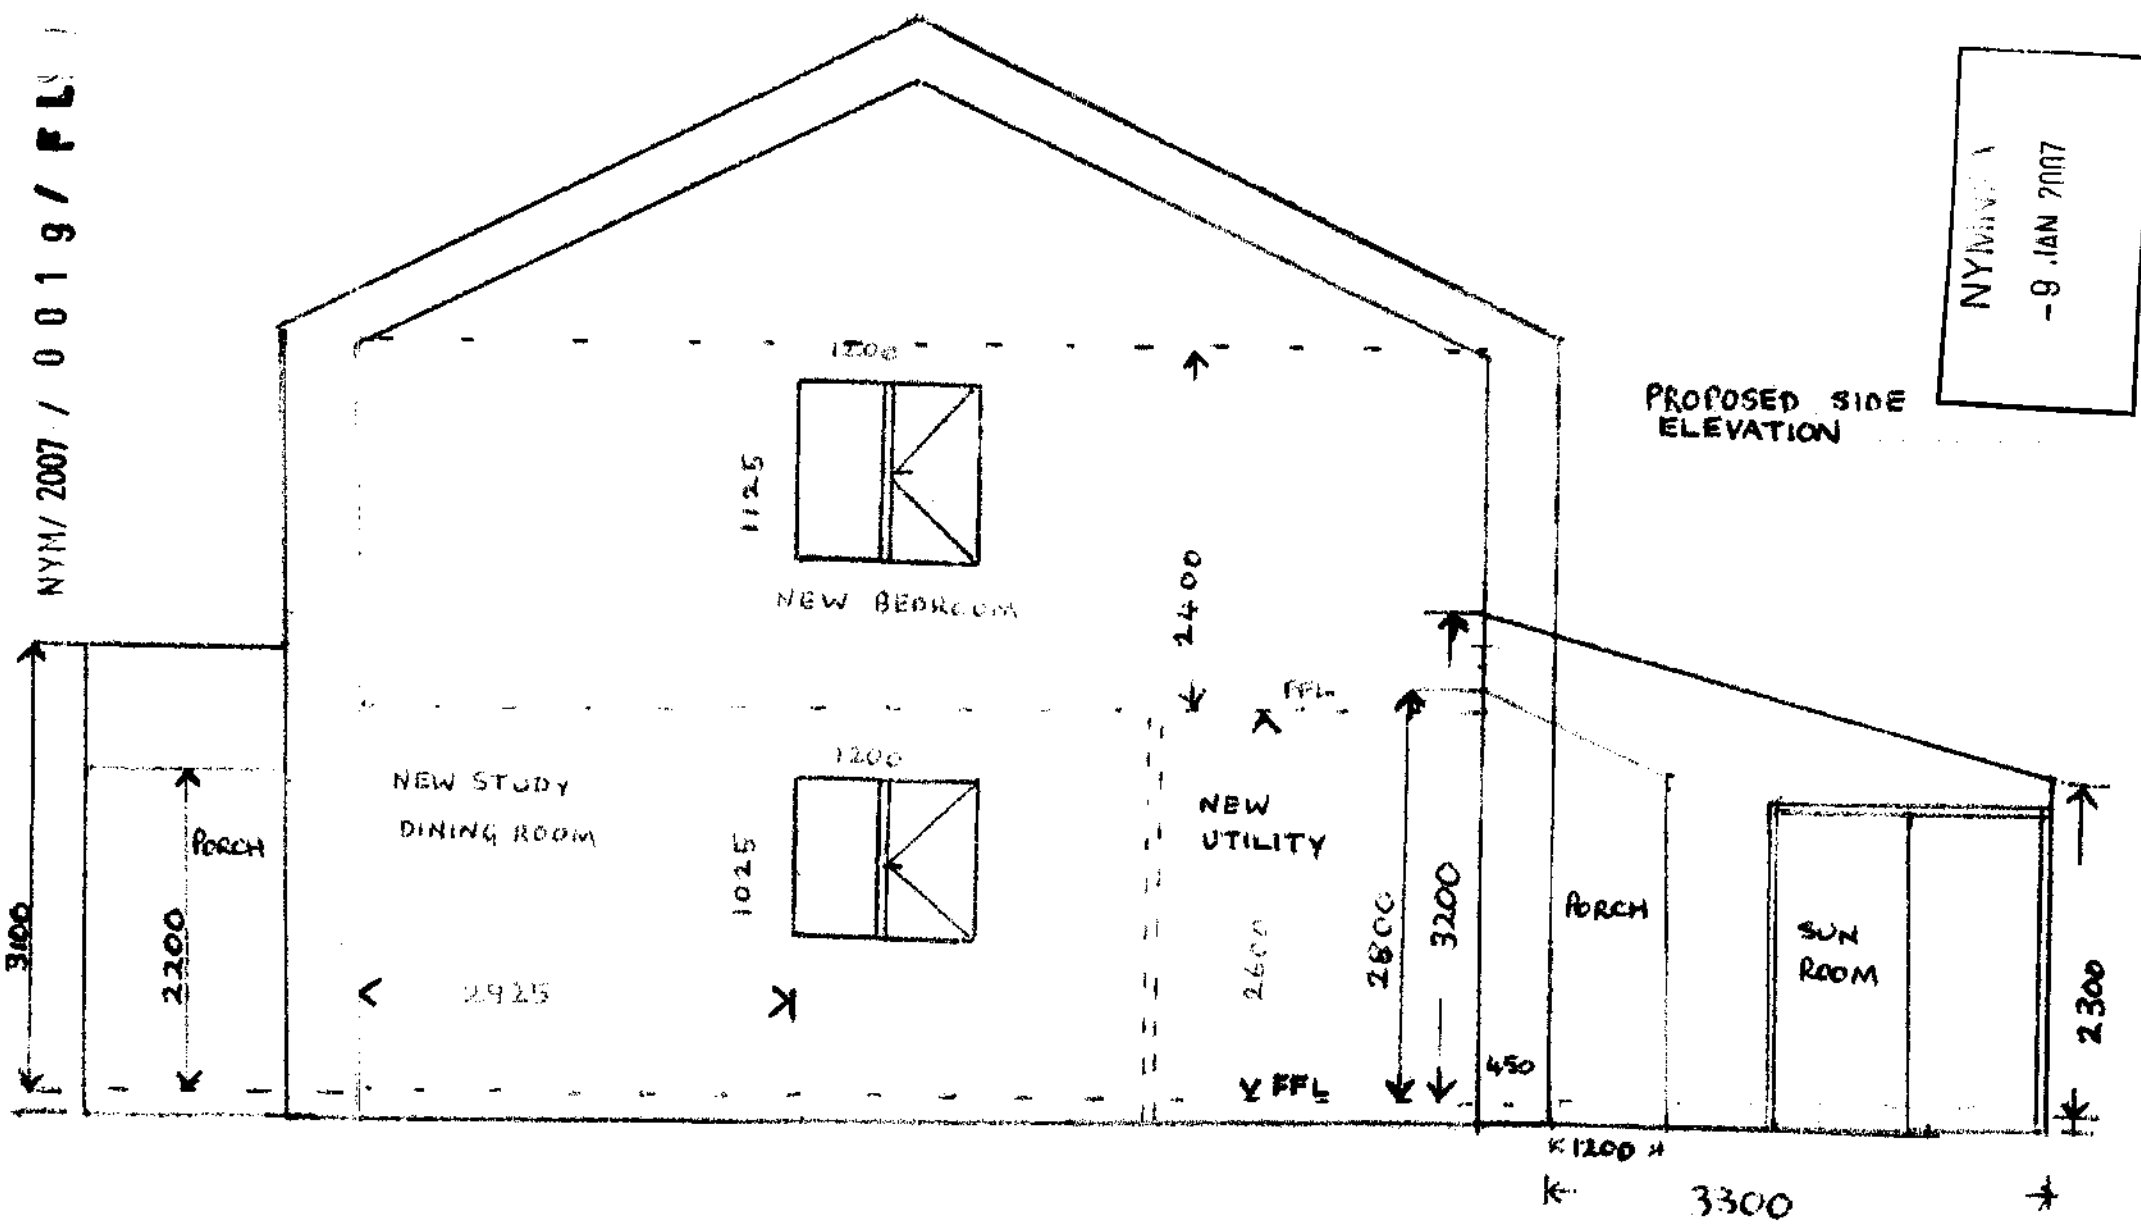 NYM/ 2007 / 0019/ FL
NYMNPA
-9 JAN 2007
PROPOSED SIDE
ELEVATION
1200
1125
NEW BEDROOM
2400
FFL
1200
NEW STUDY
DINING ROOM
1025
NEW
UTILITY
PORCH
3100
2200
2925
2600
2800
3200
PORCH
SUN
ROOM
2300
FFL
450
1200
3300